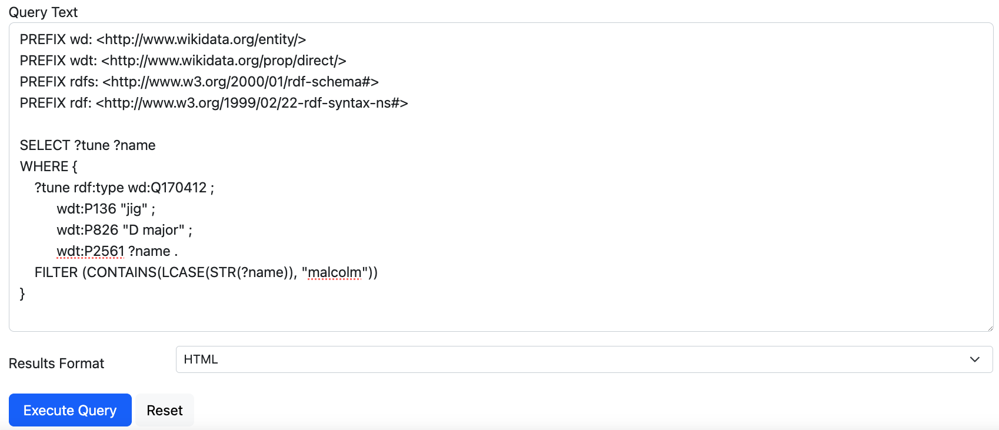 Query Text
PREFIX wd: <http://www.wikidata.org/entity/>
PREFIX wdt: <http://www.wikidata.org/prop/direct/>
PREFIX rdfs: <http://www.w3.org/2000/01/rdf-schema#>
PREFIX rdf: <http://www.w3.org/1999/02/22-rdf-syntax-ns#>

SELECT ?tune ?name
WHERE {
    ?tune rdf:type wd:Q170412 ;
          wdt:P136 "jig" ;
          wdt:P826 "D major" ;
          wdt:P2561 ?name .
    FILTER (CONTAINS(LCASE(STR(?name)), "malcolm"))
}
Results Format
HTML
Execute Query
Reset